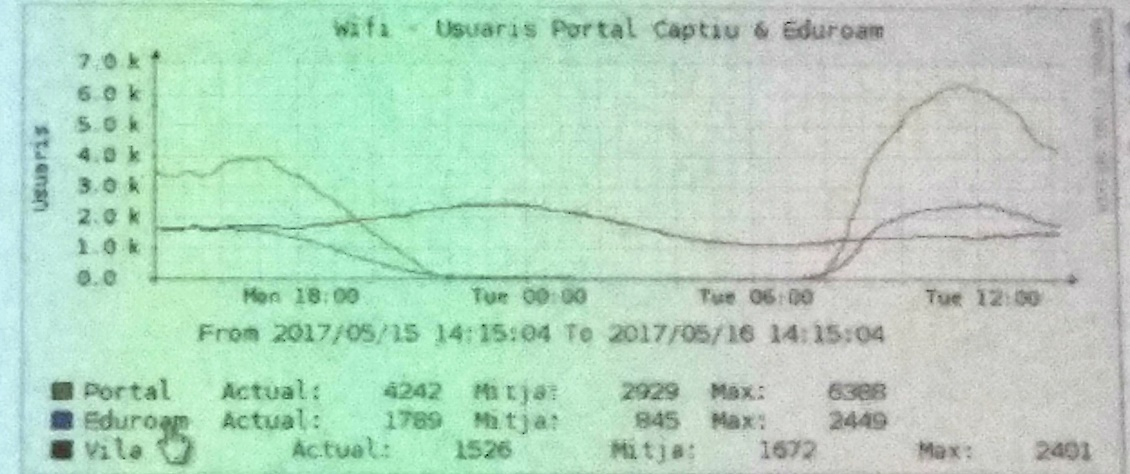 Wifi - Usuaris Portal Captiu & Eduroam
Usuaris
7.0 k
6.0 k
5.0 k
4.0 k
3.0 k
2.0 k
1.0 k
0.0
Mon 18:00 Tue 00:00 Tue 06:00 Tue 12:00
From 2017/05/15 14:15:04 To 2017/05/16 14:15:04
Portal Actual: 4242 Mitja: 2929 Max:
Eduroam Actual: 1789 Mitja: 845 Max: 2449
Vila Actual: 1526 Mitja: 1672 Max: 2401